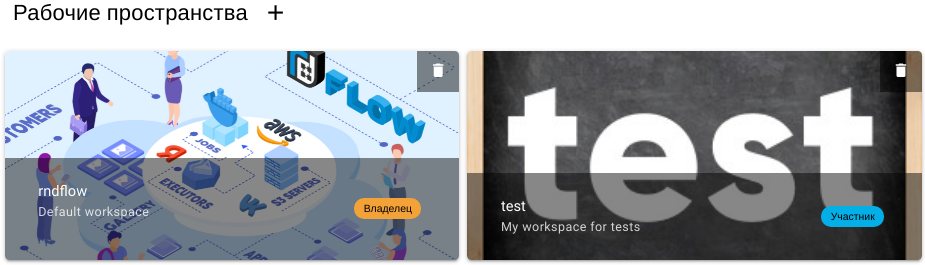 Рабочие пространства +
STOMERS
FLOW
JOBS
aws
EXECUTORS
S3 SERVERS
rndflow
Default workspace
Владелец
test
test
My workspace for tests
Участник